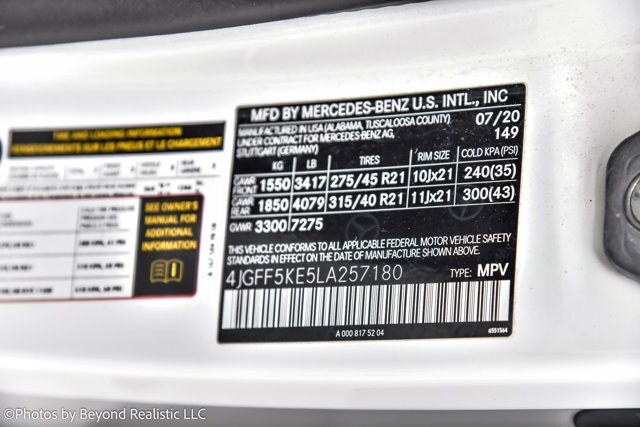 MFD BY MERCEDES-BENZ U.S. INTL., INC
MANUFACTURED IN USA (ALABAMA, TUSCALOOSA COUNTY) 07/20
UNDER CONTRACT FOR MERCEDES-BENZ AG, 149
STUTTGART (GERMANY)
KG LB TIRES RIM SIZE COLD KPA (PSI)
GAWR FRONT 1550 3417 275/45 R21 10Jx21 240(35)
GAWR REAR 1850 4079 315/40 R21 11Jx21 300(43)
GVWR 3300 7275
THIS VEHICLE CONFORMS TO ALL APPLICABLE FEDERAL MOTOR VEHICLE SAFETY
STANDARDS IN EFFECT ON THE DATE OF MANUFACTURE SHOWN ABOVE.
4JGFF5KE5LA257180 TYPE: MPV
A 000 817 52 04 6551564
TIRE AND LOADING INFORMATION
RENSEIGNEMENTS SUR LES PNEUS ET LE CHARGEMENT
SEE OWNER'S
MANUAL FOR
ADDITIONAL
INFORMATION
©Photos by Beyond Realistic LLC